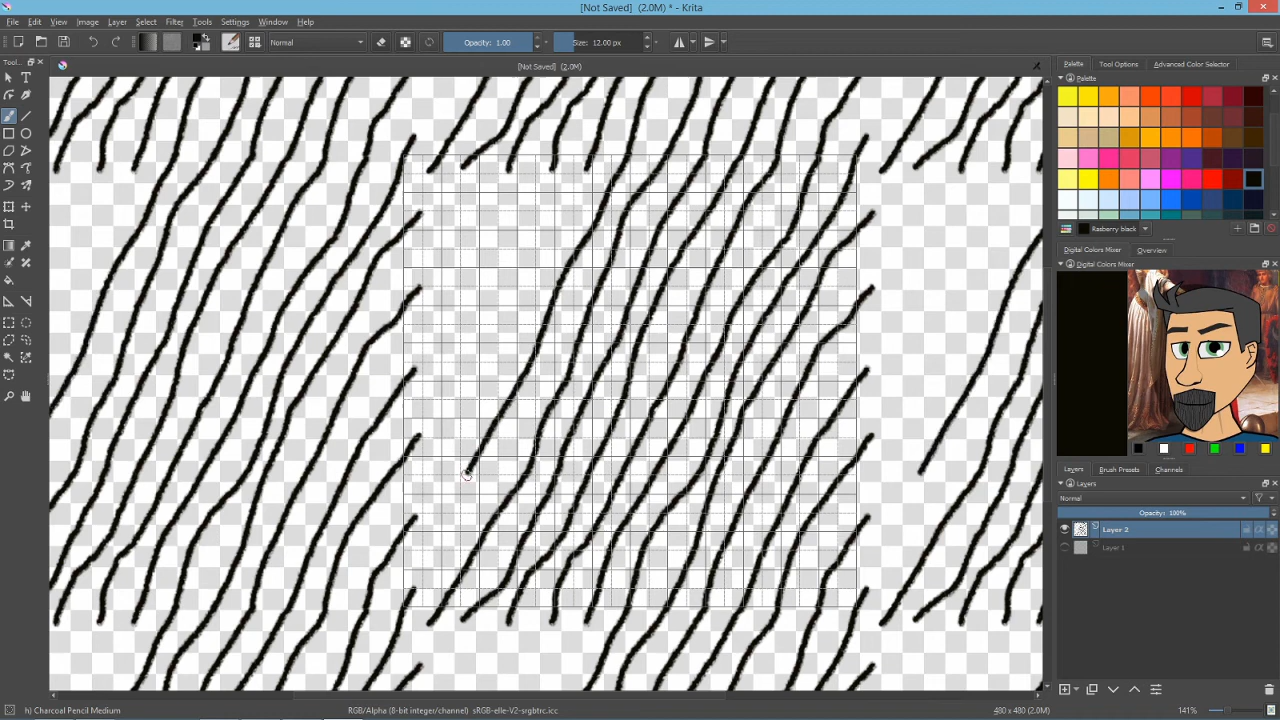 [Not Saved] (2.0M) * - Krita
File Edit View Image Layer Select Filter Tools Settings Window Help
Normal
Opacity: 1.00
Size: 12.00 px
Tool...
[Not Saved] (2.0M)
Palette Tool Options Advanced Color Selector
Palette
Rasberry black
Digital Colors Mixer Overview
Digital Colors Mixer
Layers Brush Presets Channels
Layers
Normal
Opacity: 100%
Layer 2
Layer 1
h) Charcoal Pencil Medium
RGB/Alpha (8-bit integer/channel) sRGB-elle-V2-srgbtrc.icc
480 x 480 (2.0M)
141%